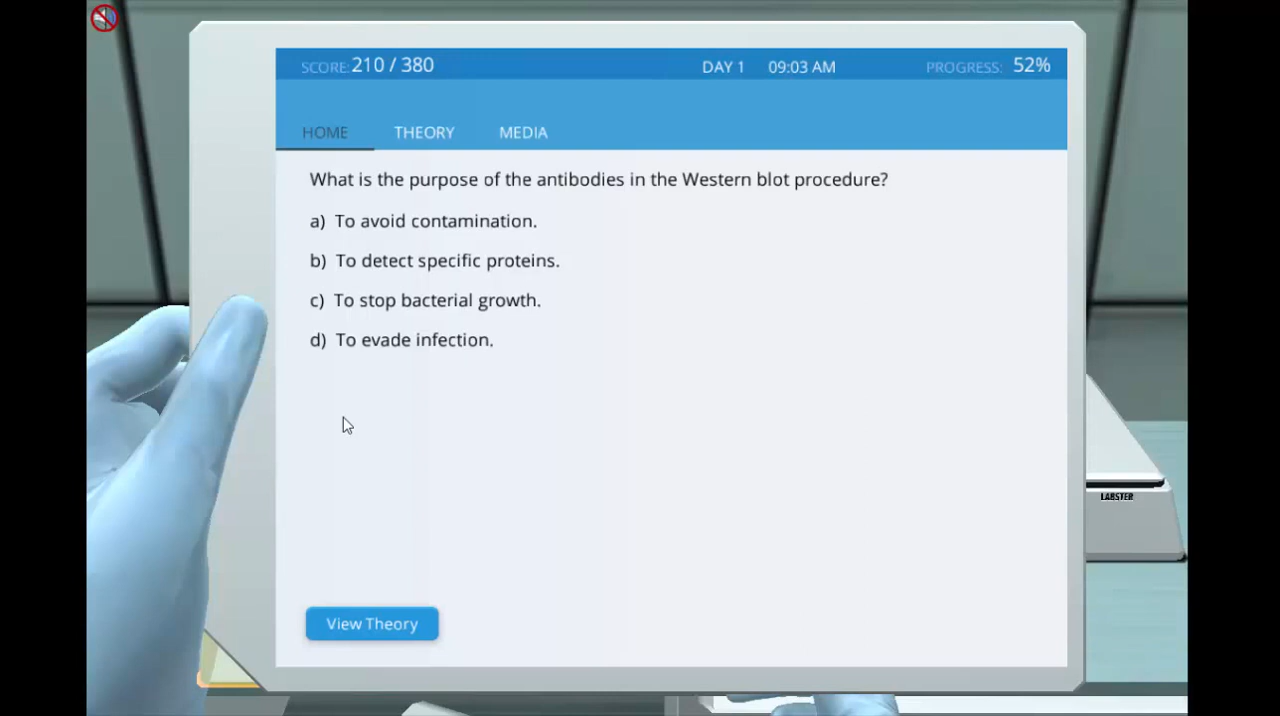 SCORE: 210 / 380 DAY 1 09:03 AM PROGRESS: 52%
HOME THEORY MEDIA
What is the purpose of the antibodies in the Western blot procedure?
a) To avoid contamination.
b) To detect specific proteins.
c) To stop bacterial growth.
d) To evade infection.
LABSTER
View Theory